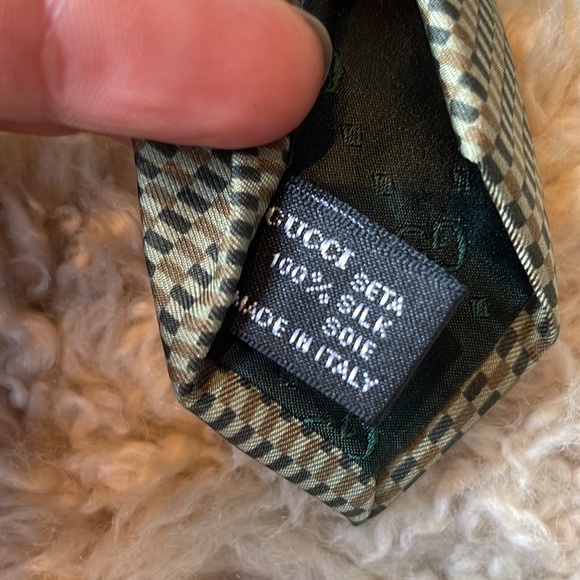 GUCCI SETA
100% SILK
SOIE
MADE IN ITALY